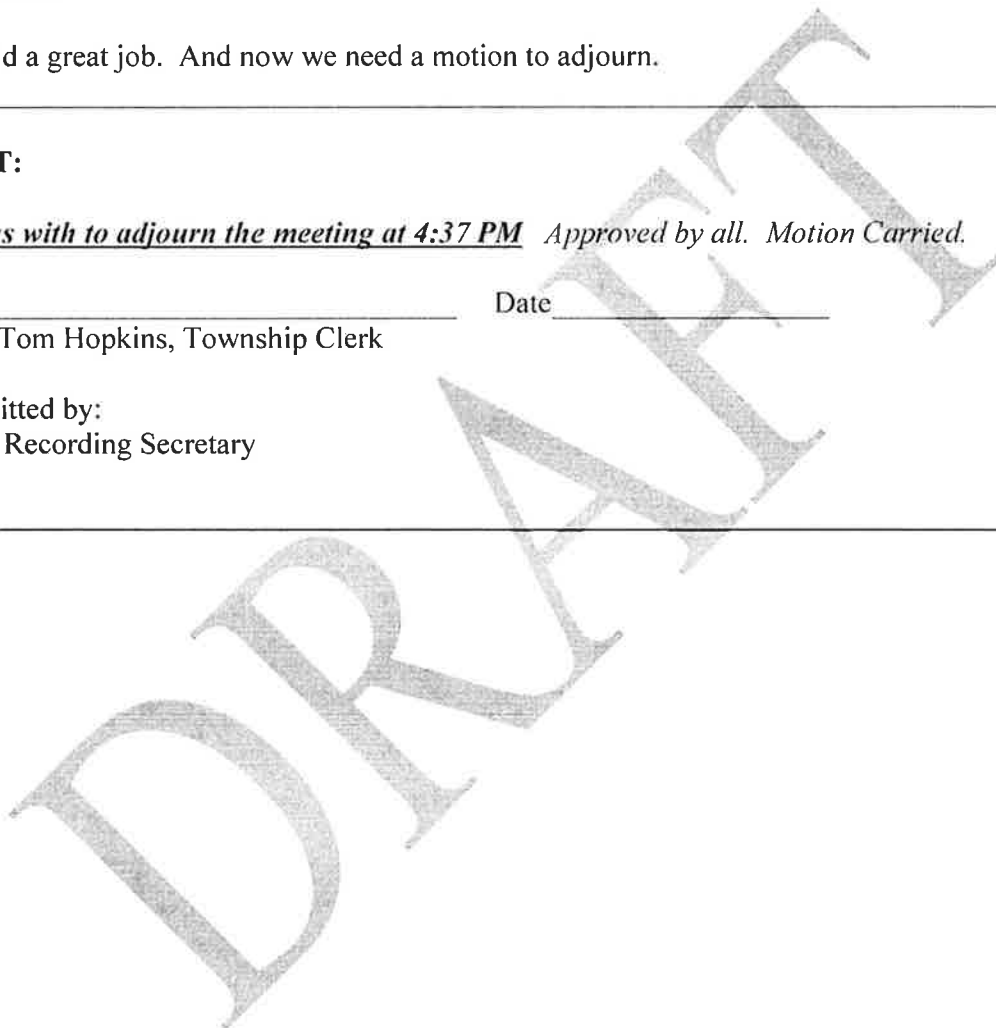 d a great job. And now we need a motion to adjourn.
T:
s with to adjourn the meeting at 4:37 PM Approved by all. Motion Carried.
Date
Tom Hopkins, Township Clerk
itted by:
Recording Secretary
DRAFT